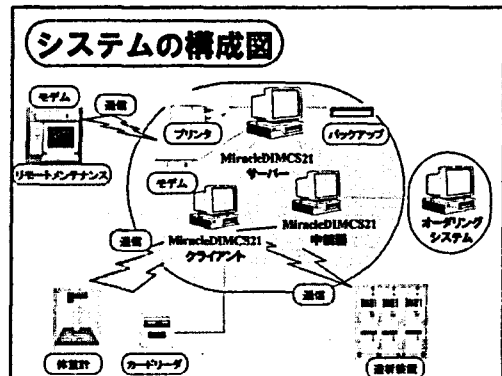 システムの構成図
モデム
通信
プリンタ
バックアップ
リモートメンテナンス
モデム
MiracleDIMCS21
サーバー
通信
MiracleDIMCS21
クライアント
MiracleDIMCS21
中継器
オーダリング
システム
通信
体重計
カードリーダ
透析装置